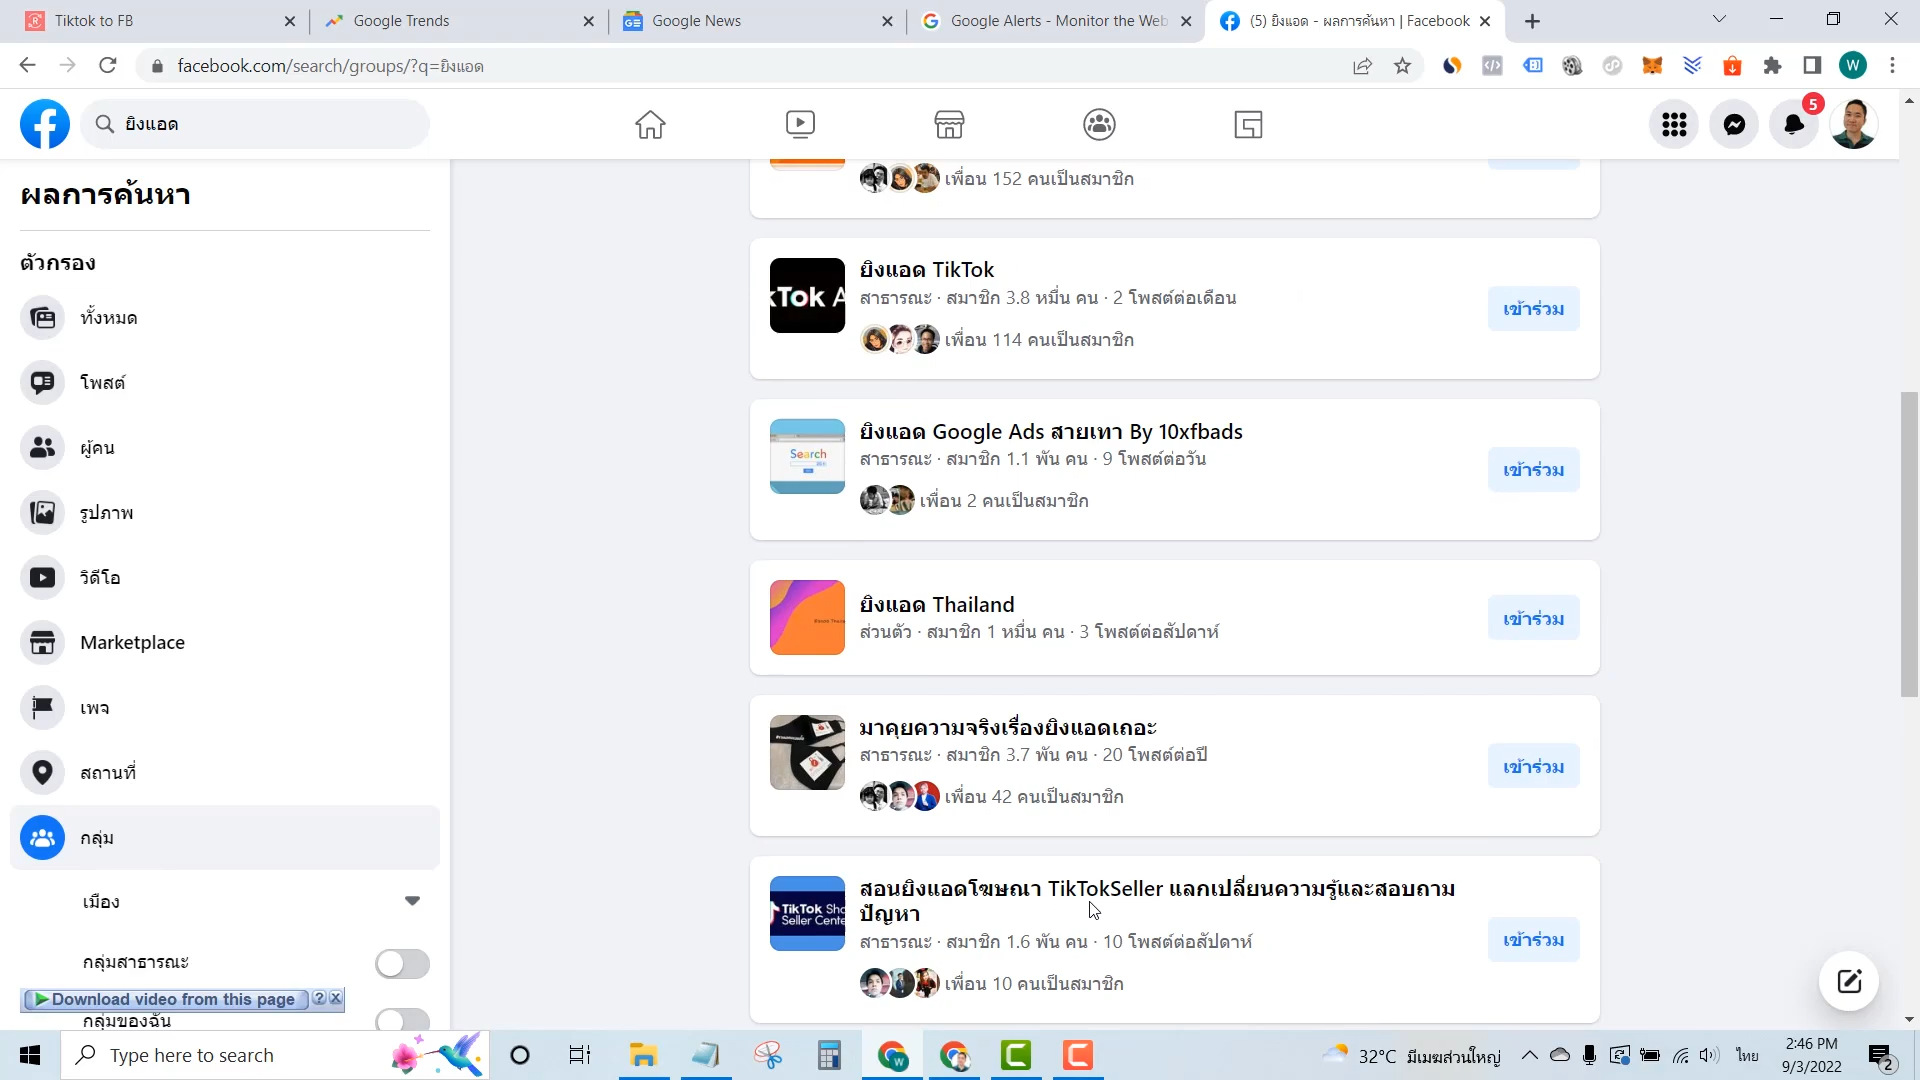 Tiktok to FB
Google Trends
Google News
Google Alerts - Monitor the Web
(5) ยิงแอด - ผลการค้นหา | Facebook
facebook.com/search/groups/?q=ยิงแอด
W
ยิงแอด
5
ผลการค้นหา
ตัวกรอง
ทั้งหมด
โพสต์
ผู้คน
รูปภาพ
วิดีโอ
Marketplace
เพจ
สถานที่
กลุ่ม
เมือง
กลุ่มสาธารณะ
Download video from this page ? X
กลุ่มของฉัน
เพื่อน 152 คนเป็นสมาชิก
kTok A
ยิงแอด TikTok
สาธารณะ · สมาชิก 3.8 หมื่น คน · 2 โพสต์ต่อเดือน
เพื่อน 114 คนเป็นสมาชิก
เข้าร่วม
Search
ยิงแอด Google Ads สายเทา By 10xfbads
สาธารณะ · สมาชิก 1.1 พัน คน · 9 โพสต์ต่อวัน
เพื่อน 2 คนเป็นสมาชิก
เข้าร่วม
ยิงแอด Thailand
ส่วนตัว · สมาชิก 1 หมื่น คน · 3 โพสต์ต่อสัปดาห์
เข้าร่วม
มาคุยความจริงเรื่องยิงแอดเถอะ
สาธารณะ · สมาชิก 3.7 พัน คน · 20 โพสต์ต่อปี
เพื่อน 42 คนเป็นสมาชิก
เข้าร่วม
TikTok Sho
Seller Cente
สอนยิงแอดโฆษณา TikTokSeller แลกเปลี่ยนความรู้และสอบถาม
ปัญหา
สาธารณะ · สมาชิก 1.6 พัน คน · 10 โพสต์ต่อสัปดาห์
เพื่อน 10 คนเป็นสมาชิก
เข้าร่วม
Type here to search
32°C มีเมฆส่วนใหญ่
ไทย
2:46 PM
9/3/2022
2